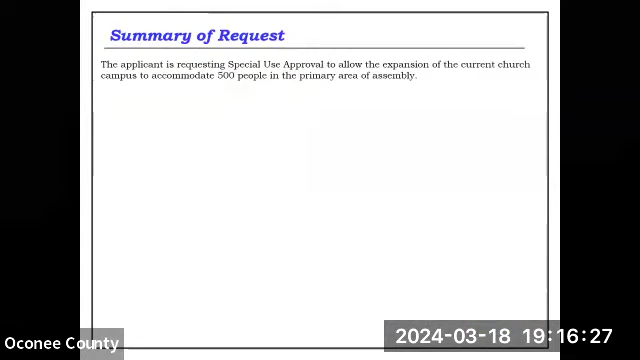 Summary of Request
The applicant is requesting Special Use Approval to allow the expansion of the current church
campus to accommodate 500 people in the primary area of assembly.
Oconee County
2024-03-18 19:16:27